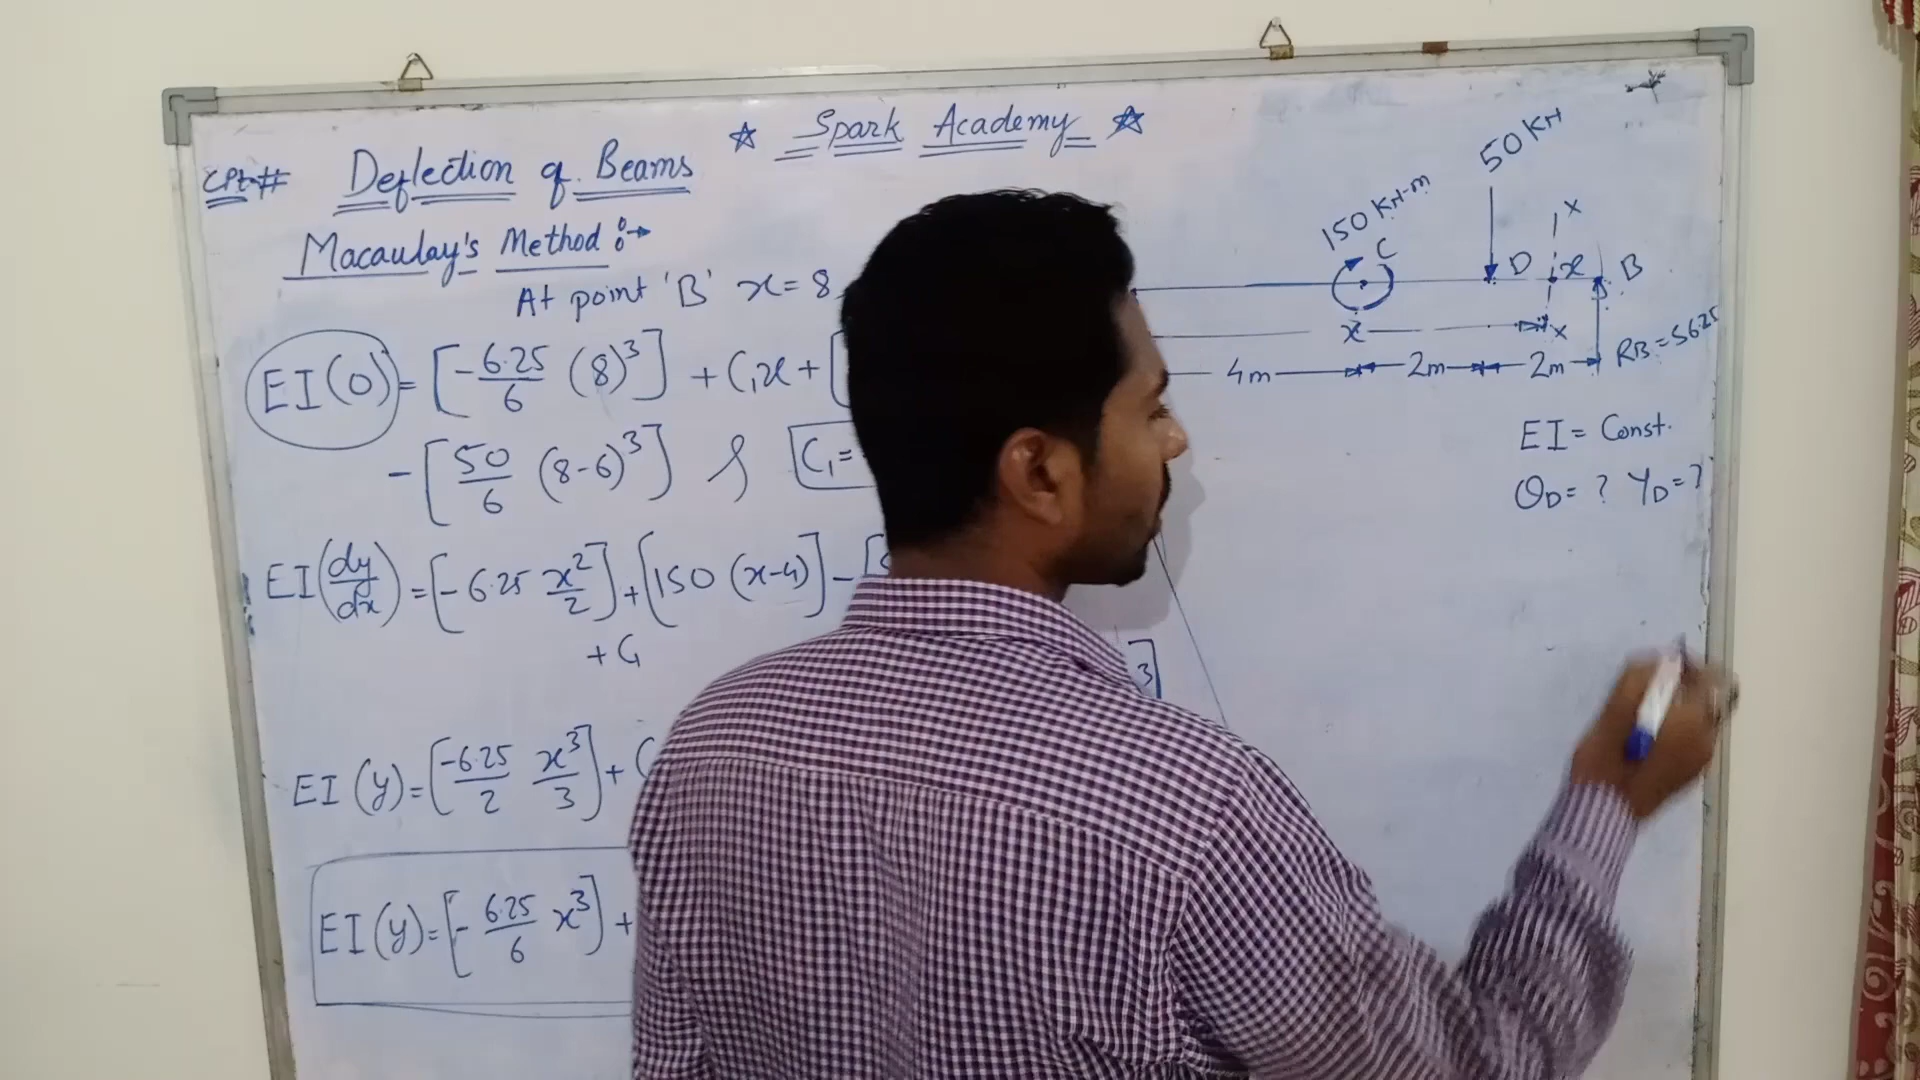 ☆ Spark Academy ☆
Deflection of Beams
Macaulay's Method :→
At point 'B' x = 8
EI(0) = [-6.25/6 (8)³] + C₁x + [
- [50/6 (8-6)³] } C₁ =
EI(dy/dx) = [-6.25 x²/2] + [150 (x-4)] - [
+ C₁
3]
EI(y) = [-6.25/2 x³/3] + (
EI(y) = [-6.25/6 x³] +
50 KN
150 KN-m
C
x
D x B
x x
RB = 56.25
4m 2m 2m
EI = Const.
θD = ? YD = ?